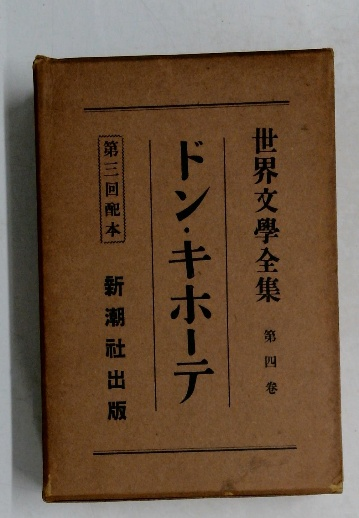 世界文學全集 第四卷
ドン・キホーテ
第三回配本
新潮社出版